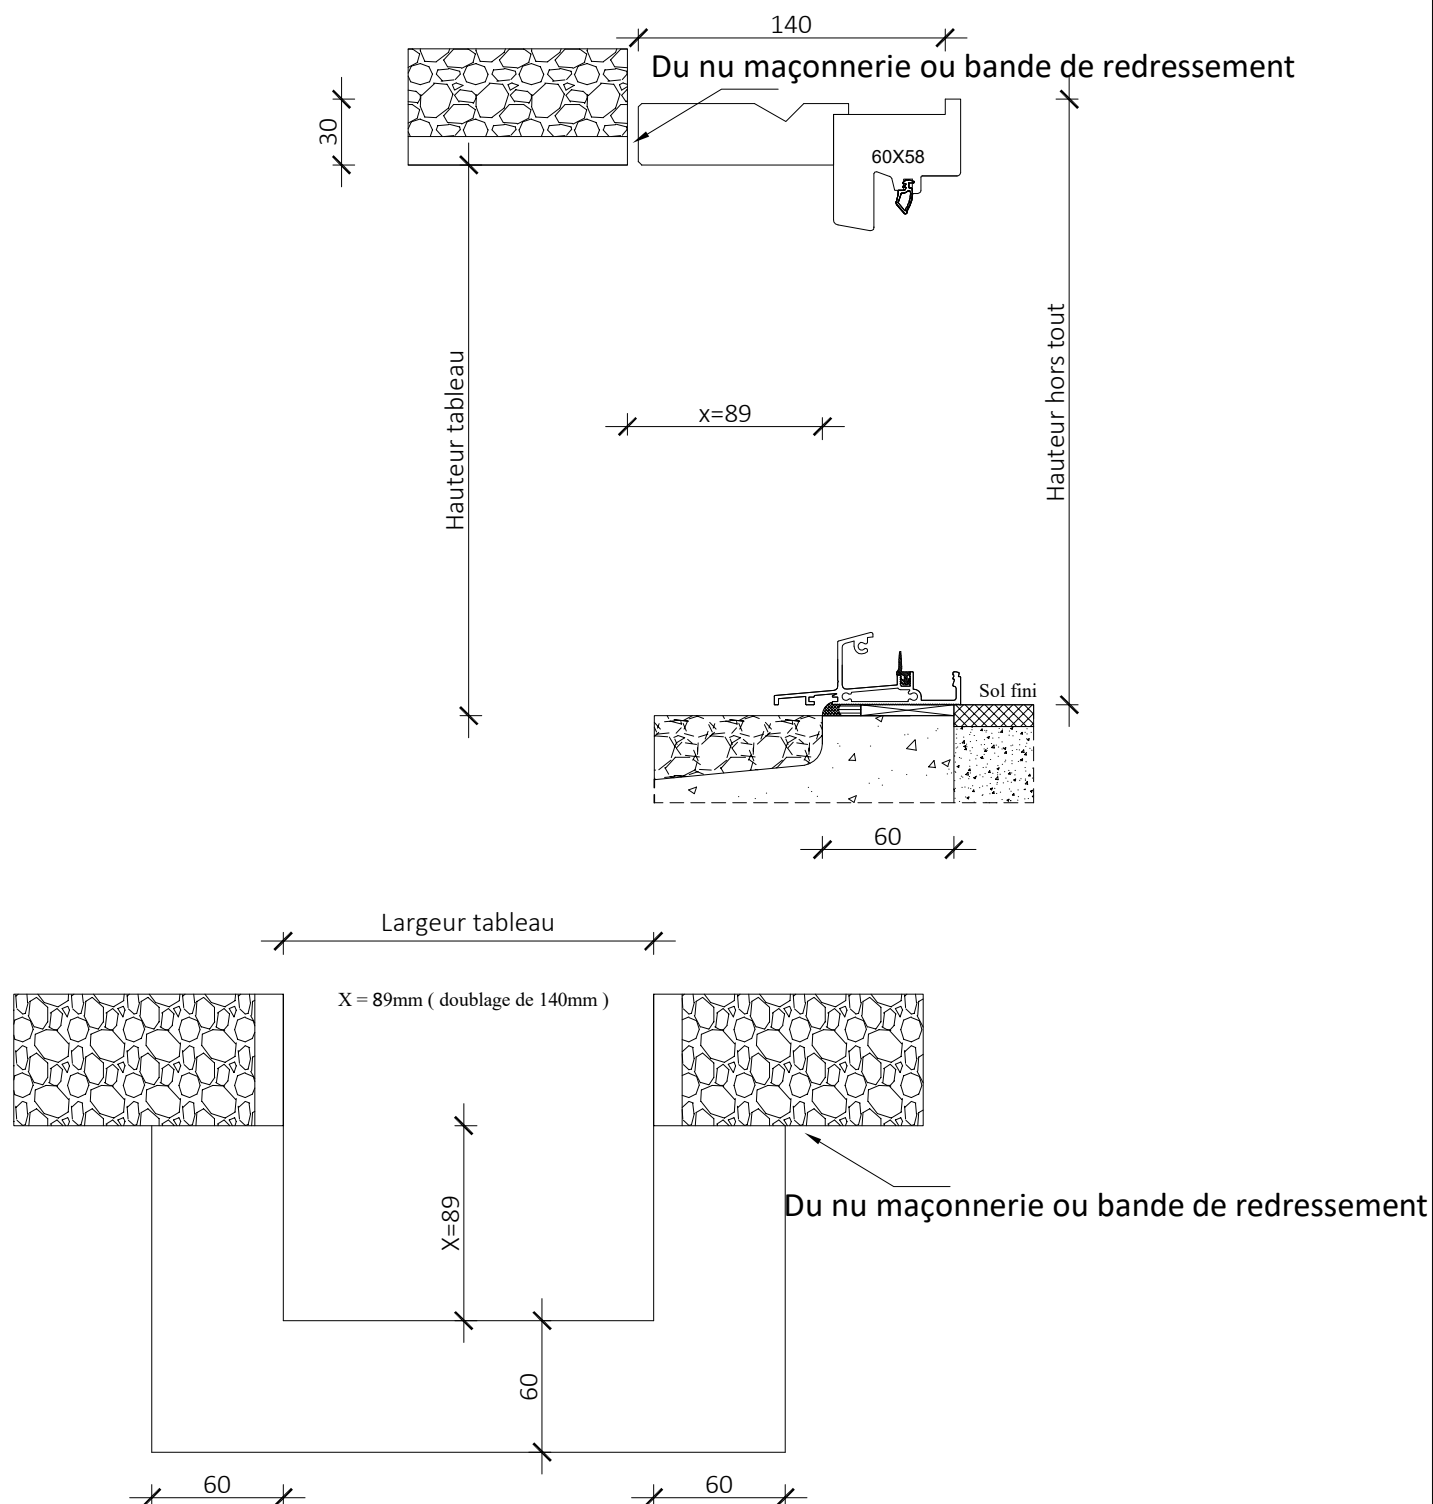 140
Du nu maçonnerie ou bande de redressement
30
60X58
Hauteur tableau
Hauteur hors tout
x=89
Sol fini
60
Largeur tableau
X = 89mm ( doublage de 140mm )
X=89
Du nu maçonnerie ou bande de redressement
60
60
60